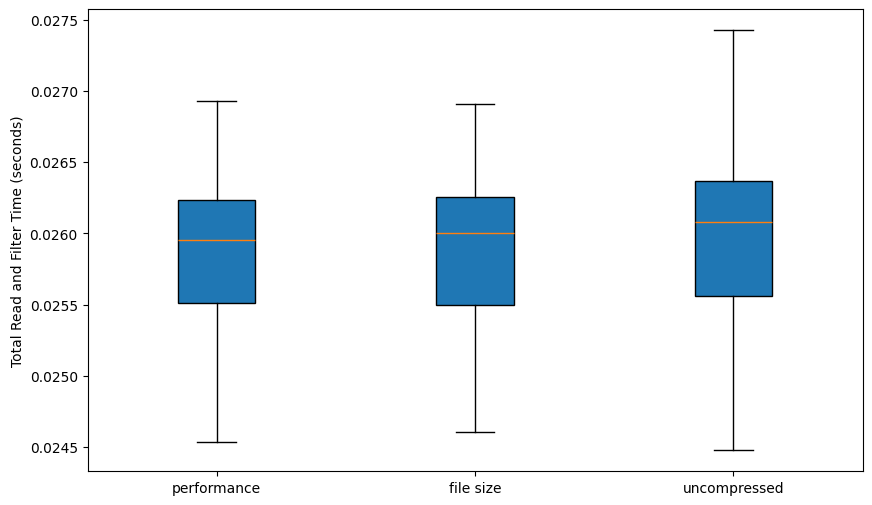 Total Read and Filter Time (seconds)
0.0275
0.0270
0.0265
0.0260
0.0255
0.0250
0.0245
performance
file size
uncompressed